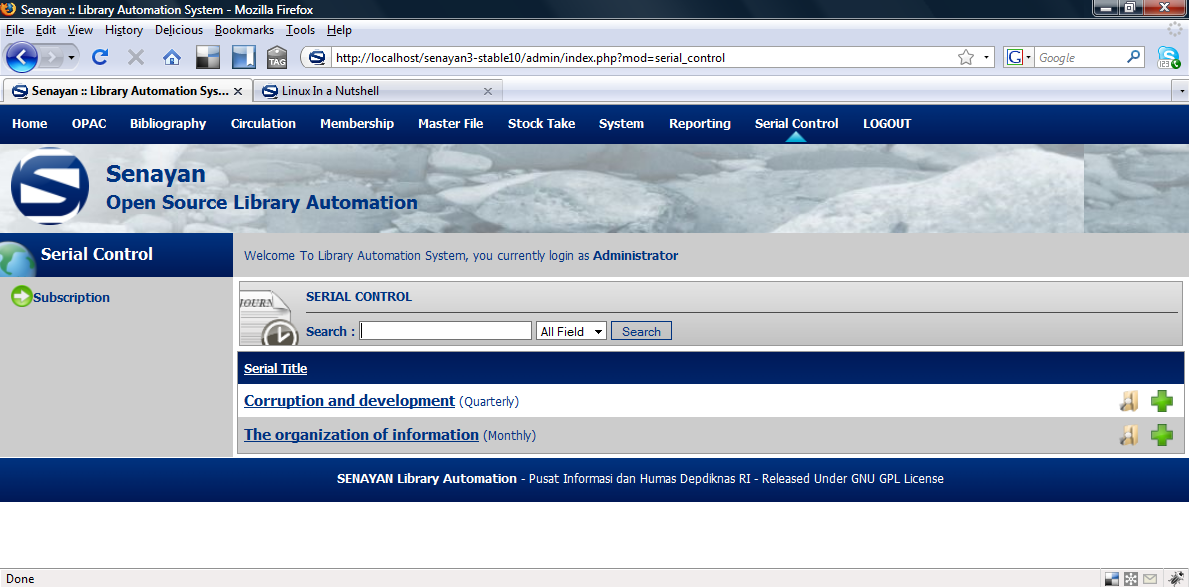 Senayan :: Library Automation System - Mozilla Firefox
File Edit View History Delicious Bookmarks Tools Help
TAG http://localhost/senayan3-stable10/admin/index.php?mod=serial_control G Google 123
Senayan :: Library Automation Sys... Linux In a Nutshell
Home OPAC Bibliography Circulation Membership Master File Stock Take System Reporting Serial Control LOGOUT
Senayan
Open Source Library Automation
Serial Control
Welcome To Library Automation System, you currently login as Administrator
Subscription
JOURN
SERIAL CONTROL
Search : All Field Search
Serial Title
Corruption and development (Quarterly)
The organization of information (Monthly)
SENAYAN Library Automation - Pusat Informasi dan Humas Depdiknas RI - Released Under GNU GPL License
Done